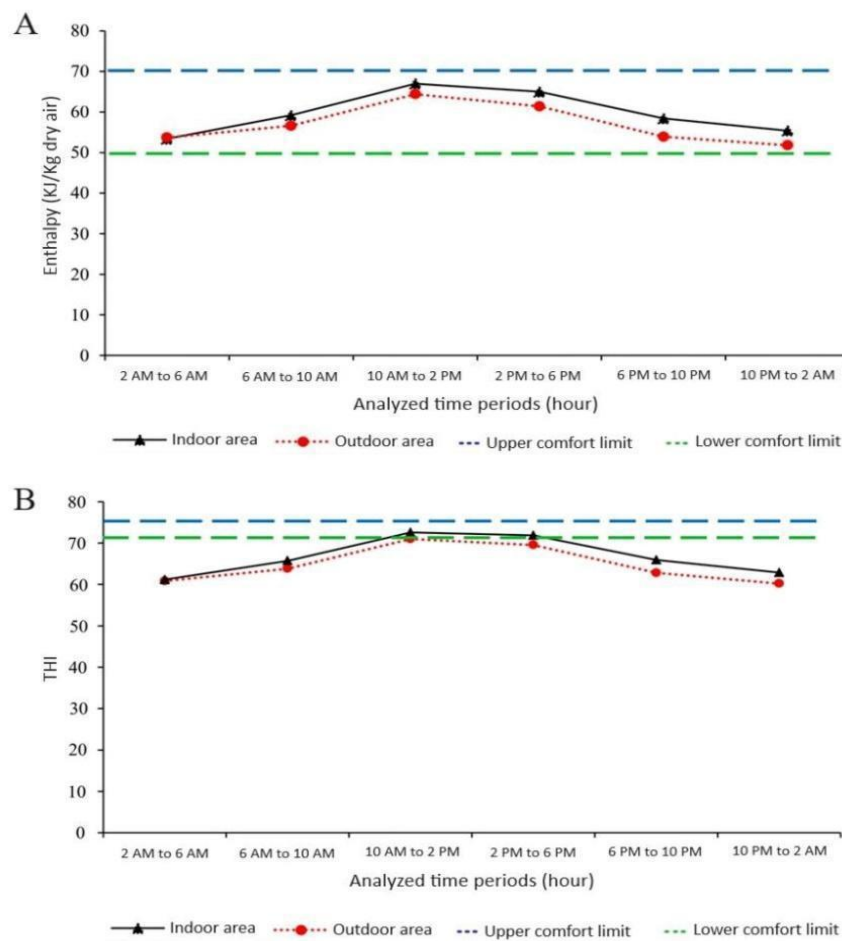 A
80
70
60
50
40
30
20
10
0
Enthalpy (KJ/Kg dry air)
2 AM to 6 AM 6 AM to 10 AM 10 AM to 2 PM 2 PM to 6 PM 6 PM to 10 PM 10 PM to 2 AM
Analyzed time periods (hour)
Indoor area Outdoor area Upper comfort limit Lower comfort limit
B
80
70
60
50
40
30
20
10
0
THI
2 AM to 6 AM 6 AM to 10 AM 10 AM to 2 PM 2 PM to 6 PM 6 PM to 10 PM 10 PM to 2 AM
Analyzed time periods (hour)
Indoor area Outdoor area Upper comfort limit Lower comfort limit